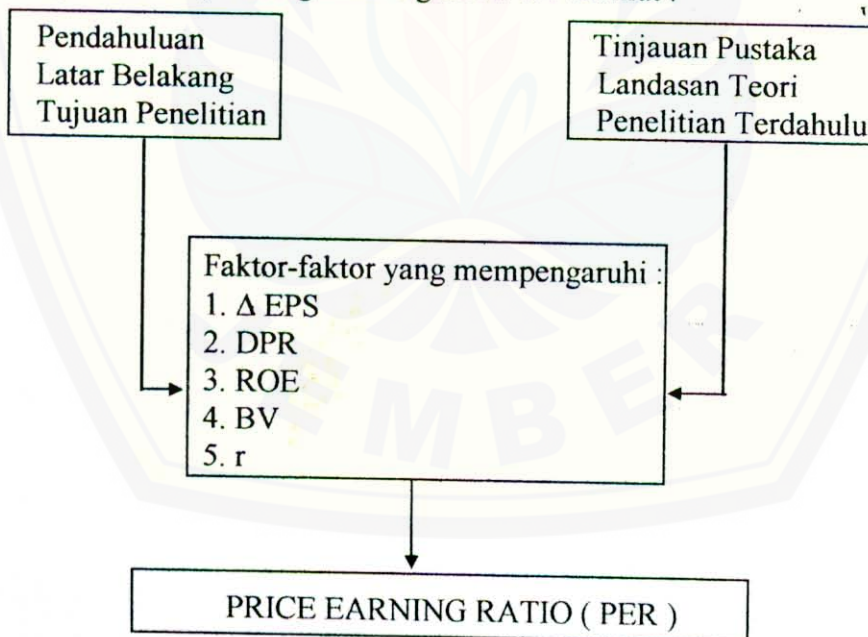 Pendahuluan
Latar Belakang
Tujuan Penelitian
Tinjauan Pustaka
Landasan Teori
Penelitian Terdahulu
Faktor-faktor yang mempengaruhi :
1. Δ EPS
2. DPR
3. ROE
4. BV
5. r
EMBER
PRICE EARNING RATIO ( PER )